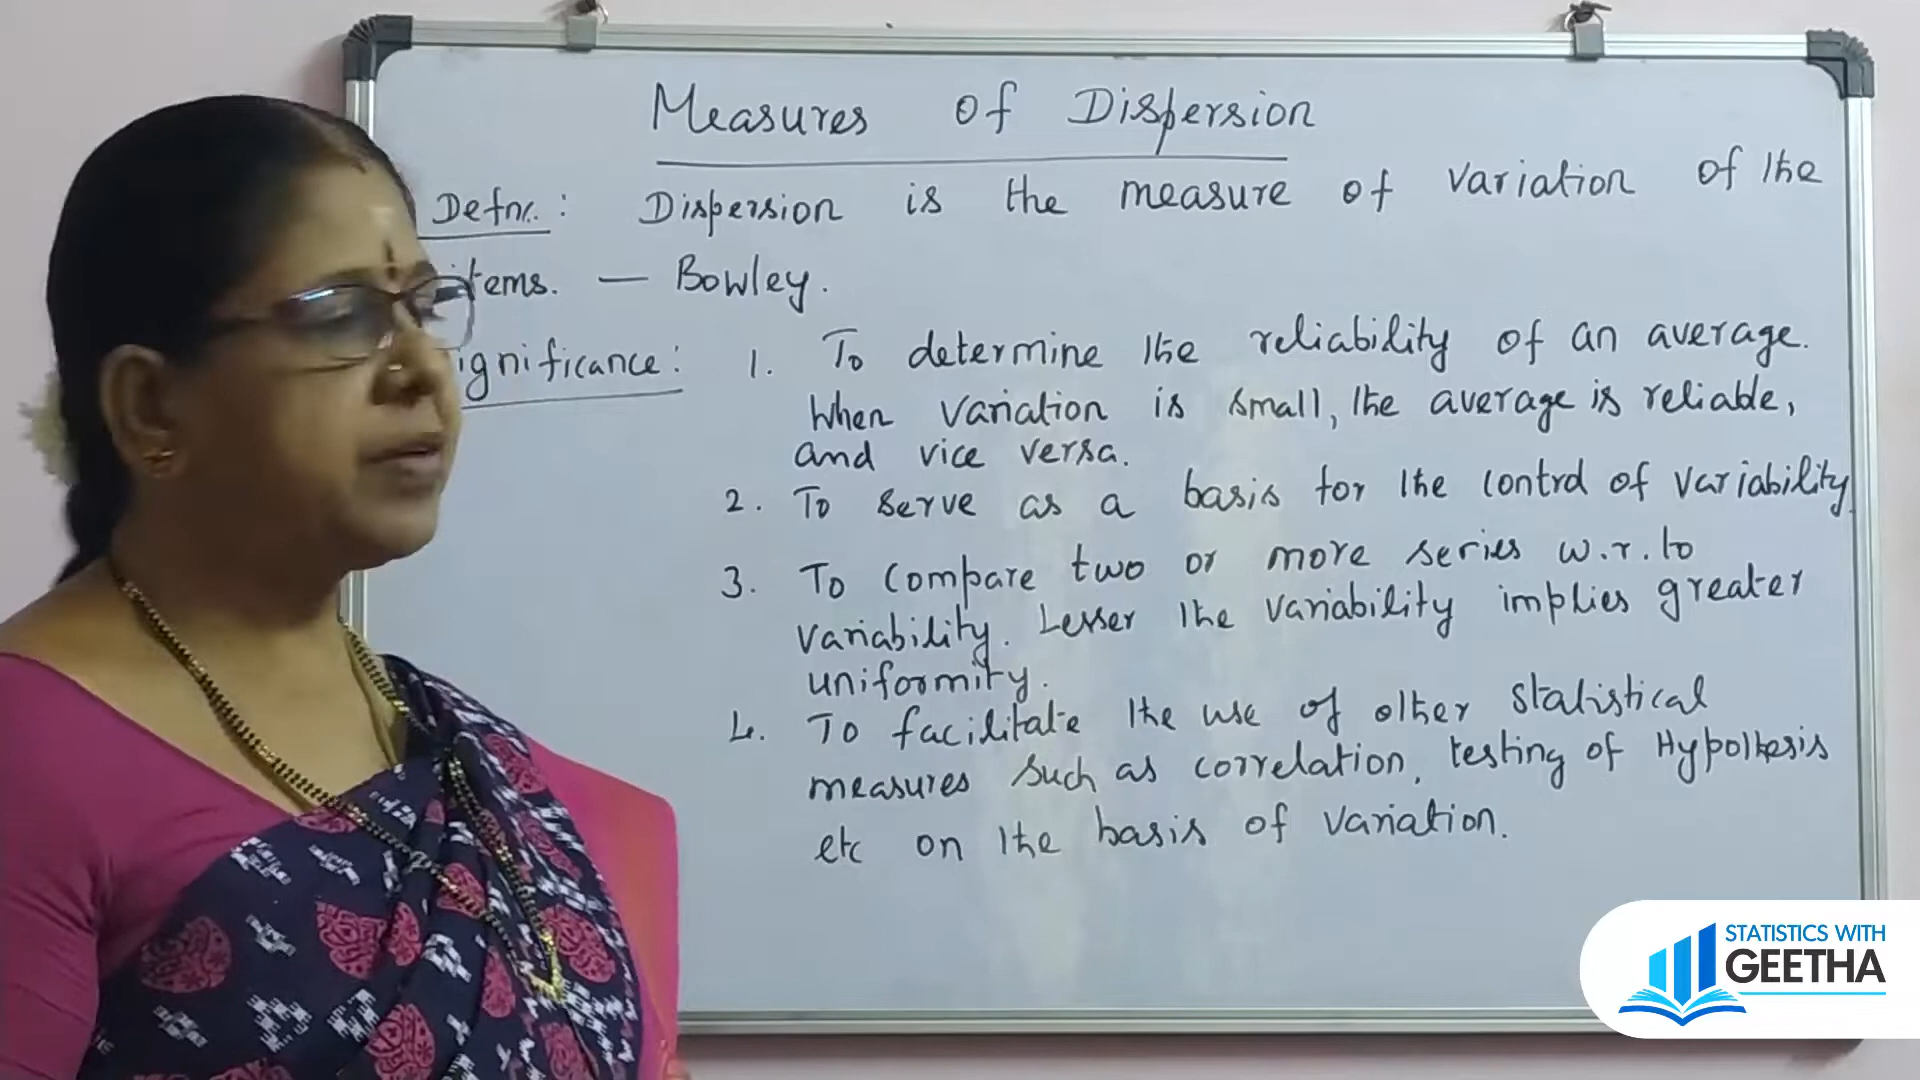 Measures of Dispersion
Defn: Dispersion is the measure of variation of the
items. — Bowley.
ignificance: 1. To determine the reliability of an average.
When variation is small, the average is reliable,
and vice versa.
2. To serve as a basis for the control of variability.
3. To compare two or more series w.r.to
variability. Lesser the variability implies greater
uniformity.
4. To facilitate the use of other statistical
measures such as correlation, testing of Hypothesis
etc on the basis of variation.
STATISTICS WITH
GEETHA